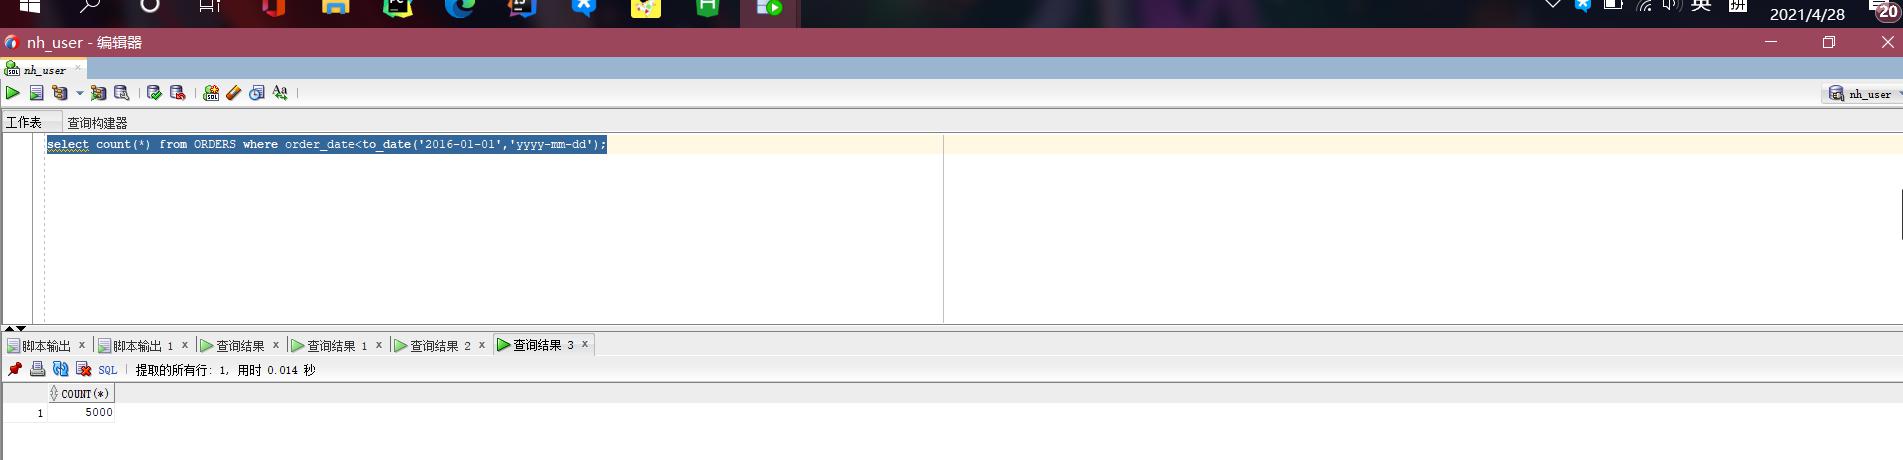 英 拼
2021/4/28
20
nh_user - 编辑器
nh_user
nh_user
工作表 查询构建器
select count(*) from ORDERS where order_date<to_date('2016-01-01','yyyy-mm-dd');
脚本输出 x 脚本输出 1 x 查询结果 x 查询结果 1 x 查询结果 2 x 查询结果 3 x
SQL 提取的所有行: 1, 用时 0.014 秒
COUNT(*)
1 5000